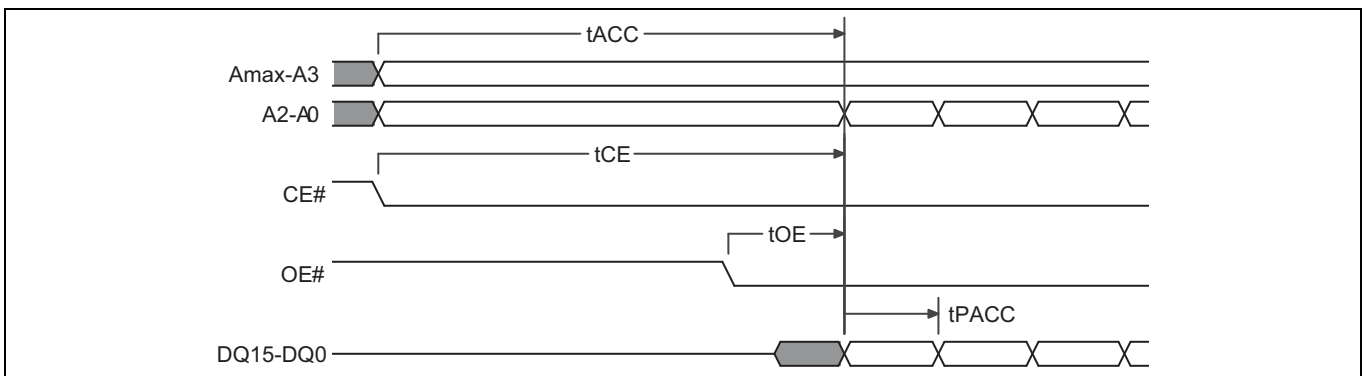 tACC
Amax-A3
A2-A0
tCE
CE#
tOE
OE#
tPACC
DQ15-DQ0